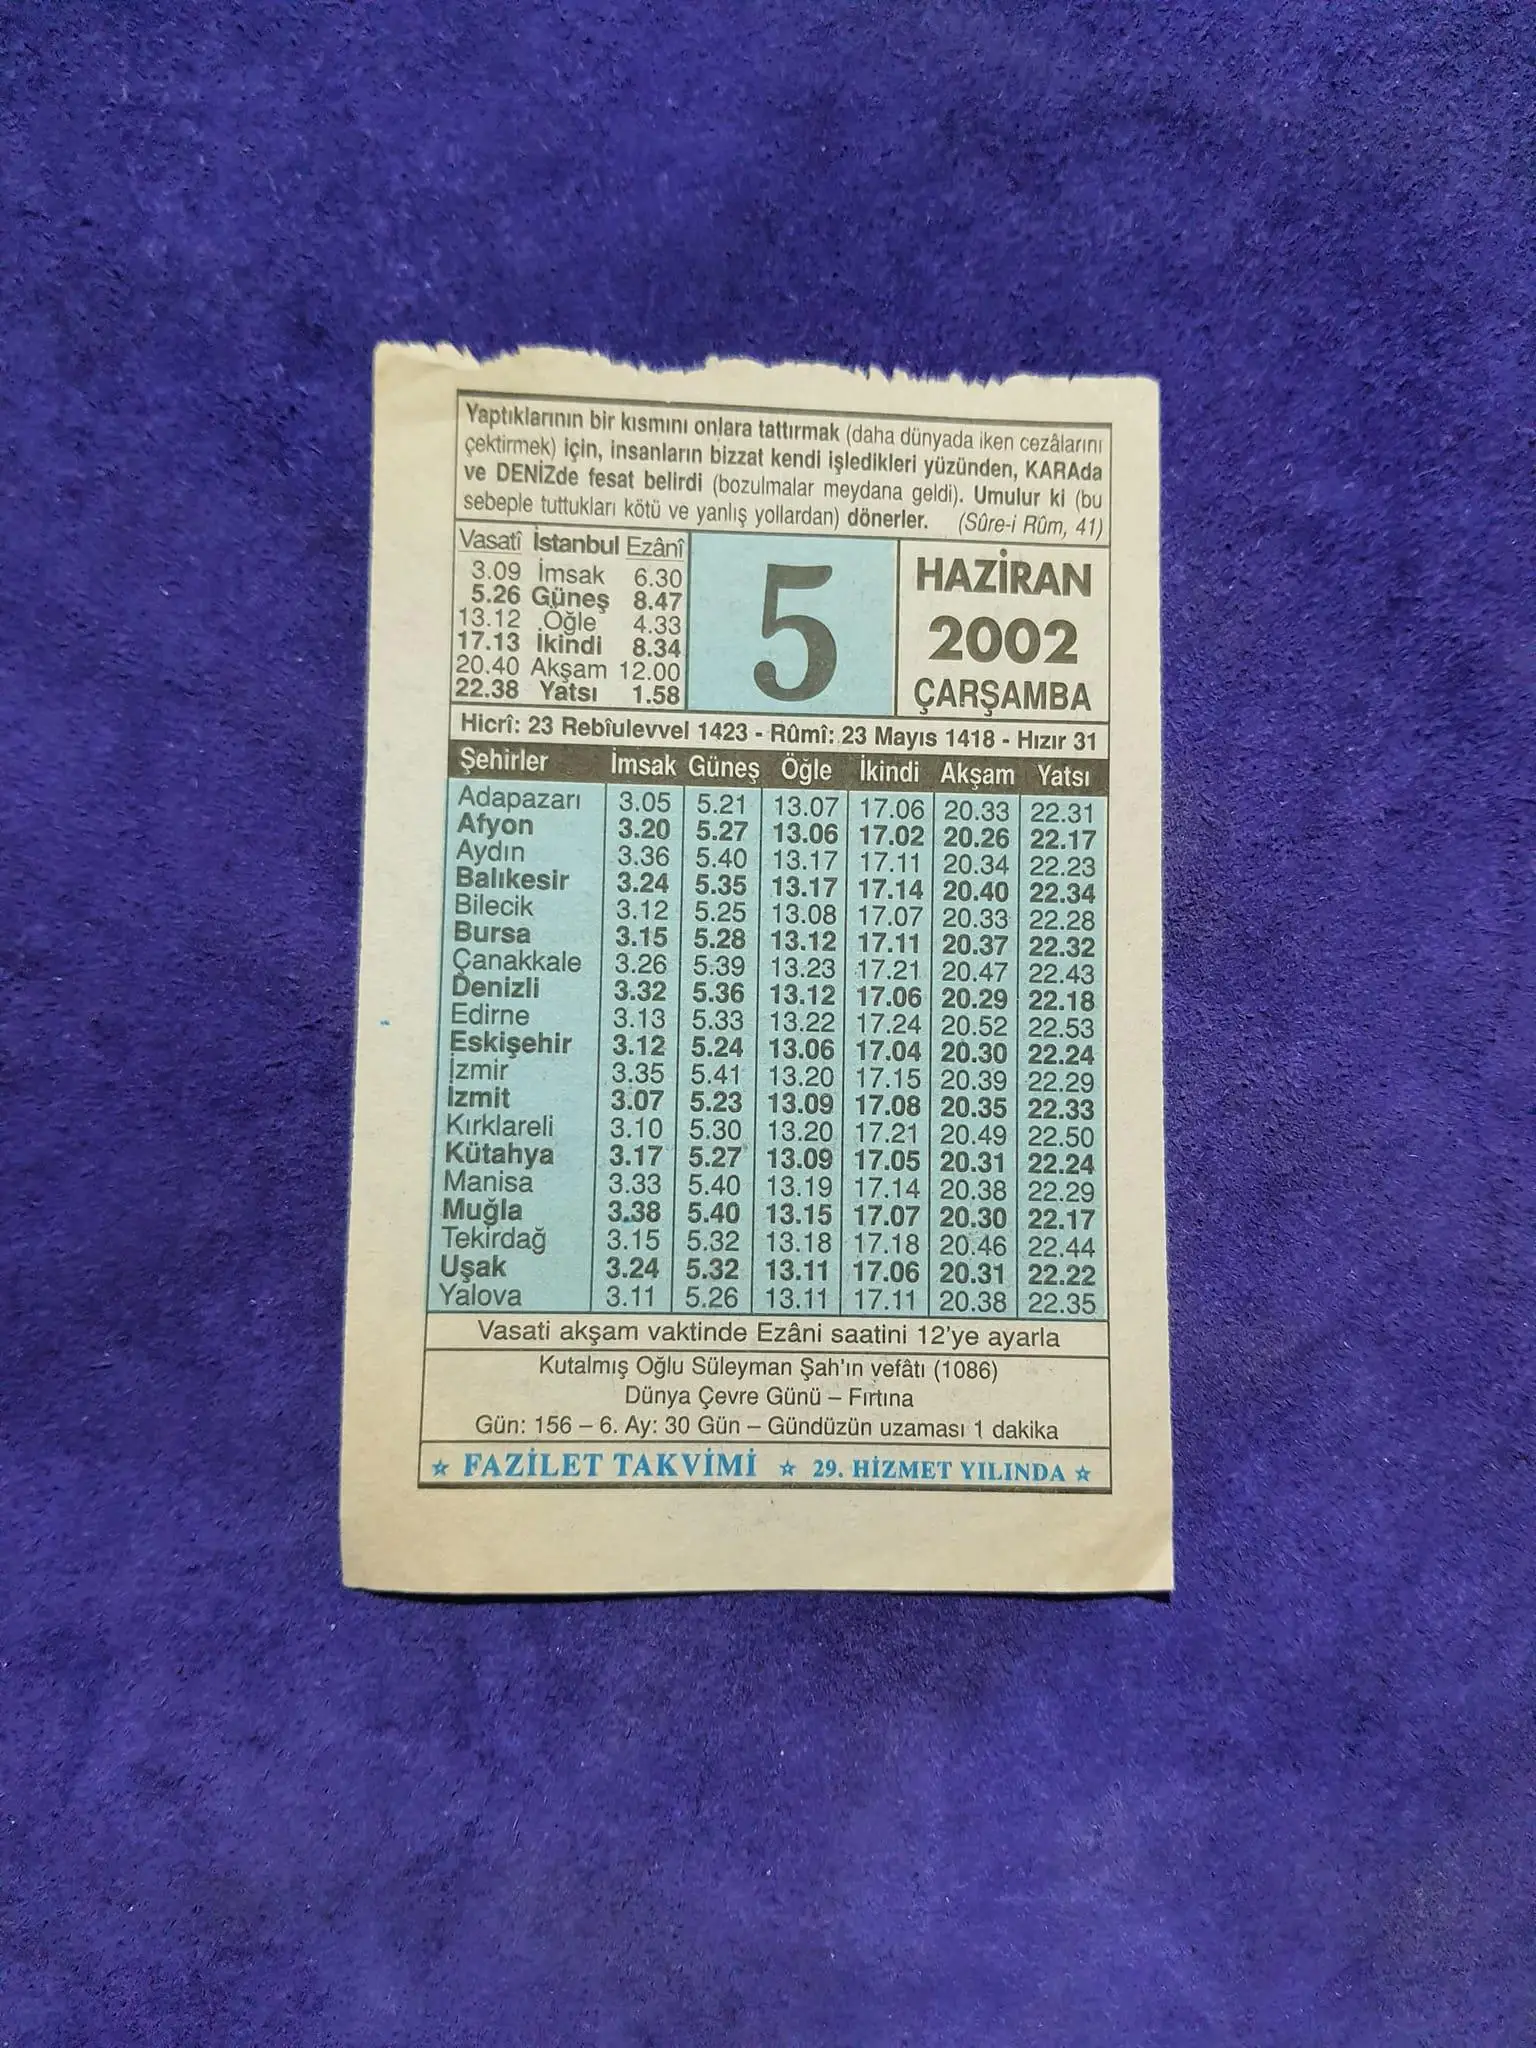 Yaptıklarının bir kısmını onlara tattırmak (daha dünyada iken cezâlarını
çektirmek) için, insanların bizzat kendi işledikleri yüzünden, KARAda
ve DENİZde fesat belirdi (bozulmalar meydana geldi). Umulur ki (bu
sebeple tuttukları kötü ve yanlış yollardan) dönerler. (Sûre-i Rûm, 41)
Vasatî İstanbul Ezânî
3.09 İmsak 6.30
5.26 Güneş 8.47
13.12 Öğle 4.33
17.13 İkindi 8.34
20.40 Akşam 12.00
22.38 Yatsı 1.58
5
HAZİRAN
2002
ÇARŞAMBA
Hicrî: 23 Rebîulevvel 1423 - Rûmî: 23 Mayıs 1418 - Hızır 31
Şehirler İmsak Güneş Öğle İkindi Akşam Yatsı
Adapazarı 3.05 5.21 13.07 17.06 20.33 22.31
Afyon 3.20 5.27 13.06 17.02 20.26 22.17
Aydın 3.36 5.40 13.17 17.11 20.34 22.23
Balıkesir 3.24 5.35 13.17 17.14 20.40 22.34
Bilecik 3.12 5.25 13.08 17.07 20.33 22.28
Bursa 3.15 5.28 13.12 17.11 20.37 22.32
Çanakkale 3.26 5.39 13.23 17.21 20.47 22.43
Denizli 3.32 5.36 13.12 17.06 20.29 22.18
Edirne 3.13 5.33 13.22 17.24 20.52 22.53
Eskişehir 3.12 5.24 13.06 17.04 20.30 22.24
İzmir 3.35 5.41 13.20 17.15 20.39 22.29
İzmit 3.07 5.23 13.09 17.08 20.35 22.33
Kırklareli 3.10 5.30 13.20 17.21 20.49 22.50
Kütahya 3.17 5.27 13.09 17.05 20.31 22.24
Manisa 3.33 5.40 13.19 17.14 20.38 22.29
Muğla 3.38 5.40 13.15 17.07 20.30 22.17
Tekirdağ 3.15 5.32 13.18 17.18 20.46 22.44
Uşak 3.24 5.32 13.11 17.06 20.31 22.22
Yalova 3.11 5.26 13.11 17.11 20.38 22.35
Vasati akşam vaktinde Ezâni saatini 12'ye ayarla
Kutalmış Oğlu Süleyman Şah'ın vefâtı (1086)
Dünya Çevre Günü – Fırtına
Gün: 156 – 6. Ay: 30 Gün – Gündüzün uzaması 1 dakika
☆ FAZİLET TAKVİMİ ☆ 29. HİZMET YILINDA ☆